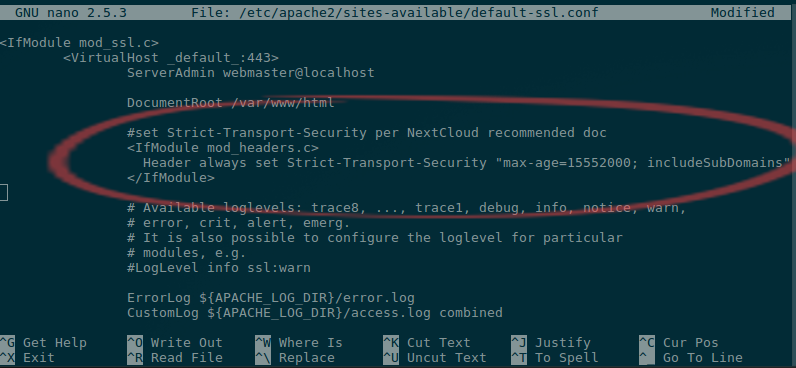 GNU nano 2.5.3 File: /etc/apache2/sites-available/default-ssl.conf Modified
<IfModule mod_ssl.c>
<VirtualHost _default_:443>
ServerAdmin webmaster@localhost
DocumentRoot /var/www/html
#set Strict-Transport-Security per NextCloud recommended doc
<IfModule mod_headers.c>
Header always set Strict-Transport-Security "max-age=15552000; includeSubDomains"
</IfModule>
# Available loglevels: trace8, ..., trace1, debug, info, notice, warn,
# error, crit, alert, emerg.
# It is also possible to configure the loglevel for particular
# modules, e.g.
#LogLevel info ssl:warn
ErrorLog ${APACHE_LOG_DIR}/error.log
CustomLog ${APACHE_LOG_DIR}/access.log combined
^G Get Help ^O Write Out ^W Where Is ^K Cut Text ^J Justify ^C Cur Pos
^X Exit ^R Read File ^\ Replace ^U Uncut Text ^T To Spell ^_ Go To Line